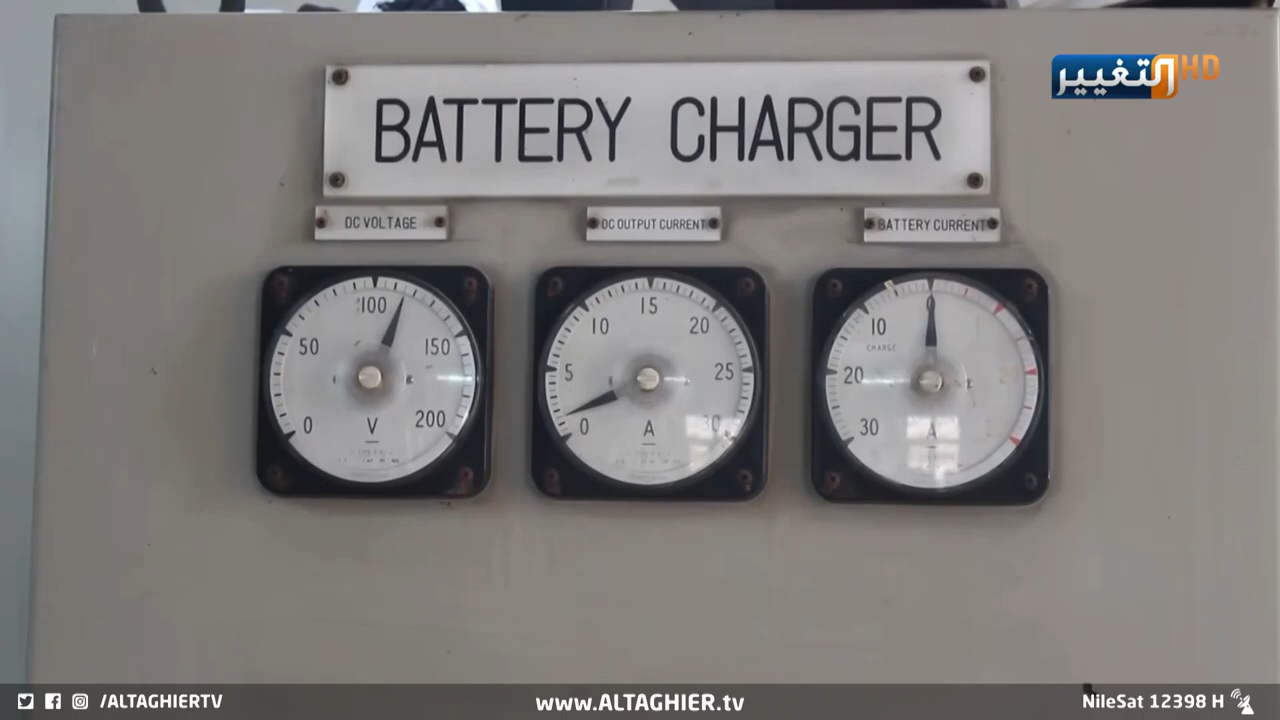 التغيير HD
BATTERY CHARGER
DC VOLTAGE
DC OUTPUT CURRENT
BATTERY CURRENT
0 50 100 150 200
V
0 5 10 15 20 25 30
A
30 20 10 0
CHARGE
A
/ALTAGHIERTV
www.ALTAGHIER.tv
NileSat 12398 H